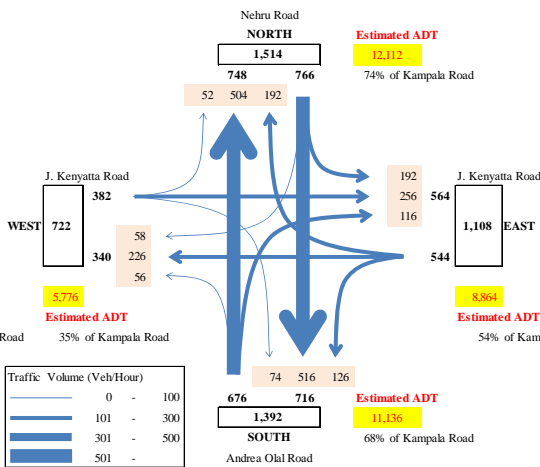 Nehru Road
NORTH Estimated ADT
1,514 12,112
748 766 74% of Kampala Road
52 504 192
J. Kenyatta Road J. Kenyatta Road
192
382 256 564
WEST 722 116 1,108 EAST
58
340 226 544
56
5,776 8,864
Estimated ADT Estimated ADT
Road 35% of Kampala Road 54% of Kam
Traffic Volume (Veh/Hour)
0 - 100
101 - 300
301 - 500
501 -
74 516 126
676 716 Estimated ADT
1,392 11,136
SOUTH 68% of Kampala Road
Andrea Olal Road